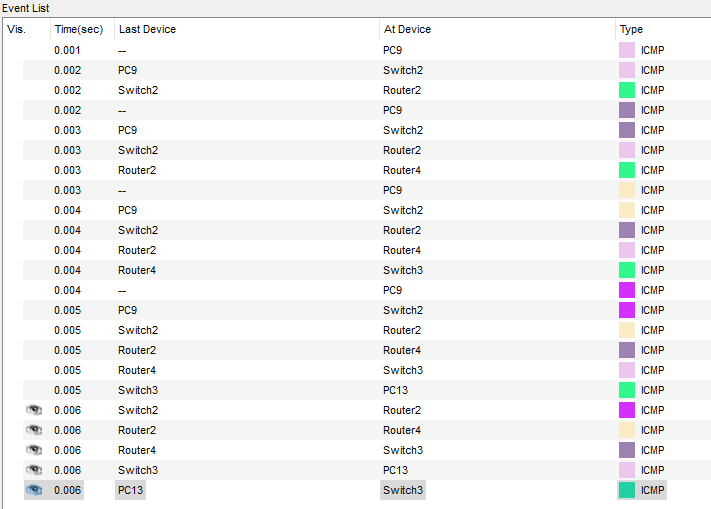 Event List
Vis. Time(sec) Last Device At Device Type
0.001 -- PC9 ICMP
0.002 PC9 Switch2 ICMP
0.002 Switch2 Router2 ICMP
0.002 -- PC9 ICMP
0.003 PC9 Switch2 ICMP
0.003 Switch2 Router2 ICMP
0.003 Router2 Router4 ICMP
0.003 -- PC9 ICMP
0.004 PC9 Switch2 ICMP
0.004 Switch2 Router2 ICMP
0.004 Router2 Router4 ICMP
0.004 Router4 Switch3 ICMP
0.004 -- PC9 ICMP
0.005 PC9 Switch2 ICMP
0.005 Switch2 Router2 ICMP
0.005 Router2 Router4 ICMP
0.005 Router4 Switch3 ICMP
0.005 Switch3 PC13 ICMP
0.006 Switch2 Router2 ICMP
0.006 Router2 Router4 ICMP
0.006 Router4 Switch3 ICMP
0.006 Switch3 PC13 ICMP
0.006 PC13 Switch3 ICMP